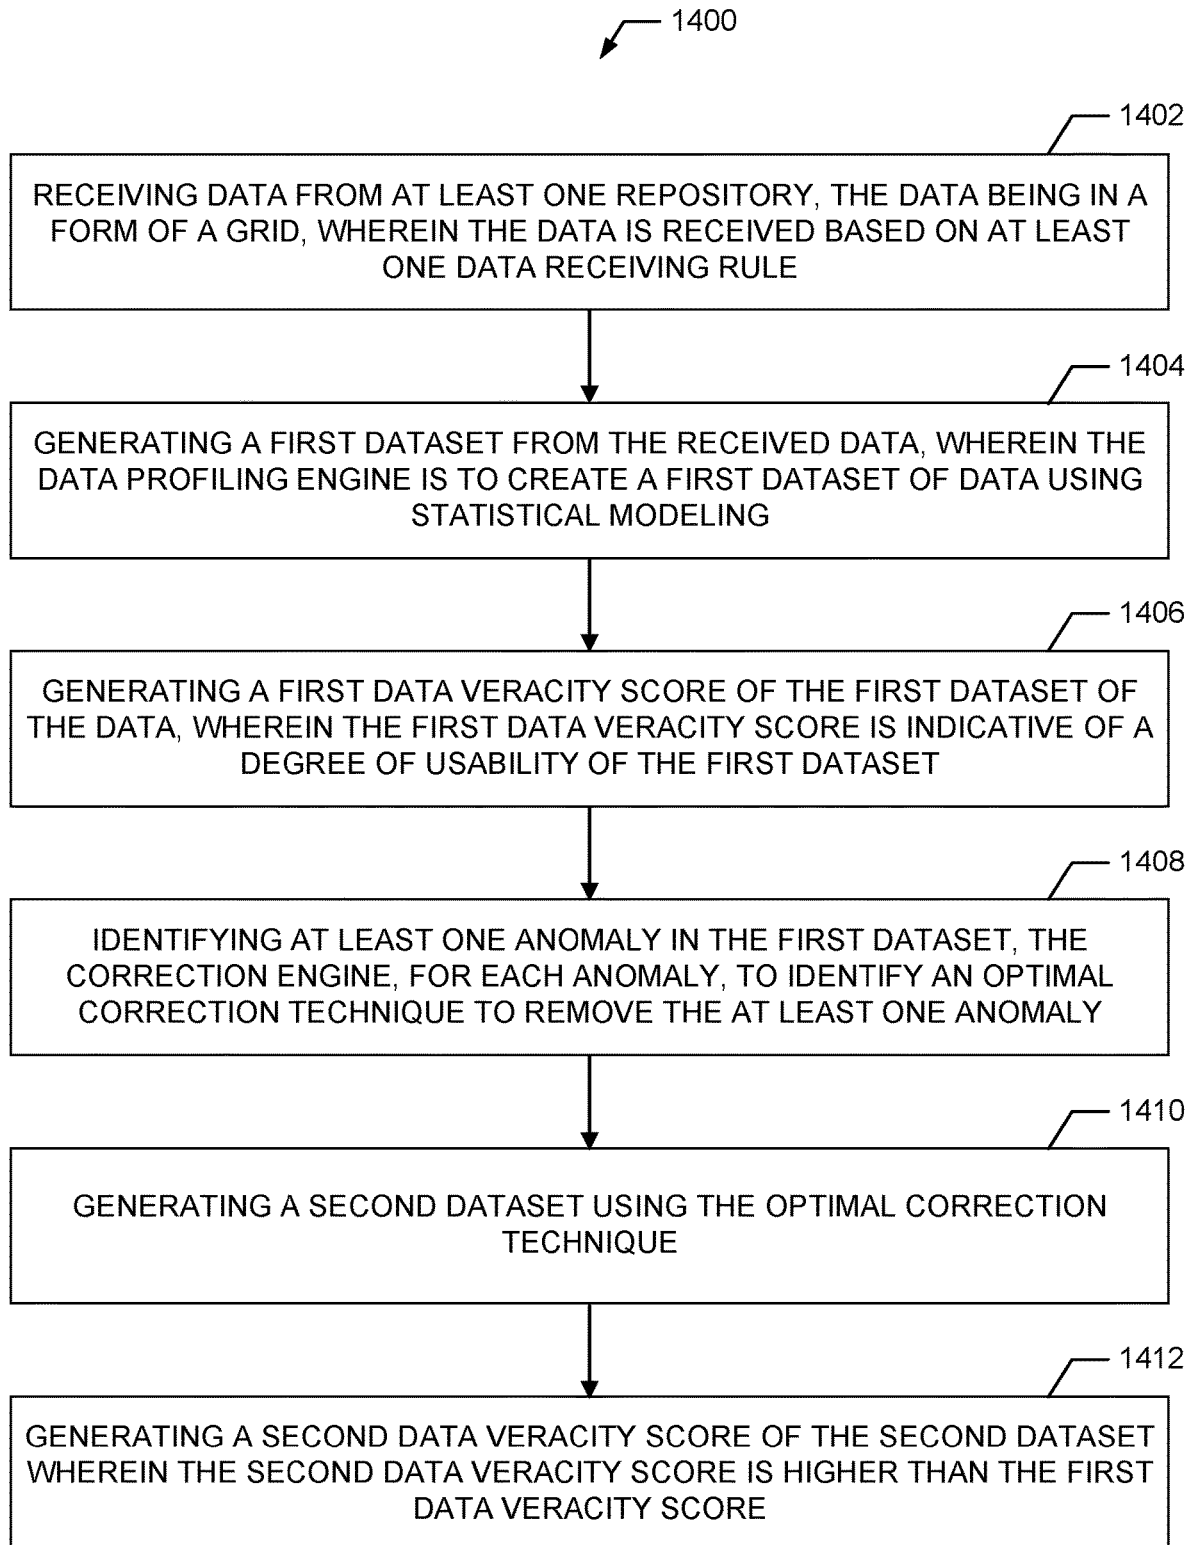 1400
1402
RECEIVING DATA FROM AT LEAST ONE REPOSITORY, THE DATA BEING IN A
FORM OF A GRID, WHEREIN THE DATA IS RECEIVED BASED ON AT LEAST
ONE DATA RECEIVING RULE
1404
GENERATING A FIRST DATASET FROM THE RECEIVED DATA, WHEREIN THE
DATA PROFILING ENGINE IS TO CREATE A FIRST DATASET OF DATA USING
STATISTICAL MODELING
1406
GENERATING A FIRST DATA VERACITY SCORE OF THE FIRST DATASET OF
THE DATA, WHEREIN THE FIRST DATA VERACITY SCORE IS INDICATIVE OF A
DEGREE OF USABILITY OF THE FIRST DATASET
1408
IDENTIFYING AT LEAST ONE ANOMALY IN THE FIRST DATASET, THE
CORRECTION ENGINE, FOR EACH ANOMALY, TO IDENTIFY AN OPTIMAL
CORRECTION TECHNIQUE TO REMOVE THE AT LEAST ONE ANOMALY
1410
GENERATING A SECOND DATASET USING THE OPTIMAL CORRECTION
TECHNIQUE
1412
GENERATING A SECOND DATA VERACITY SCORE OF THE SECOND DATASET
WHEREIN THE SECOND DATA VERACITY SCORE IS HIGHER THAN THE FIRST
DATA VERACITY SCORE